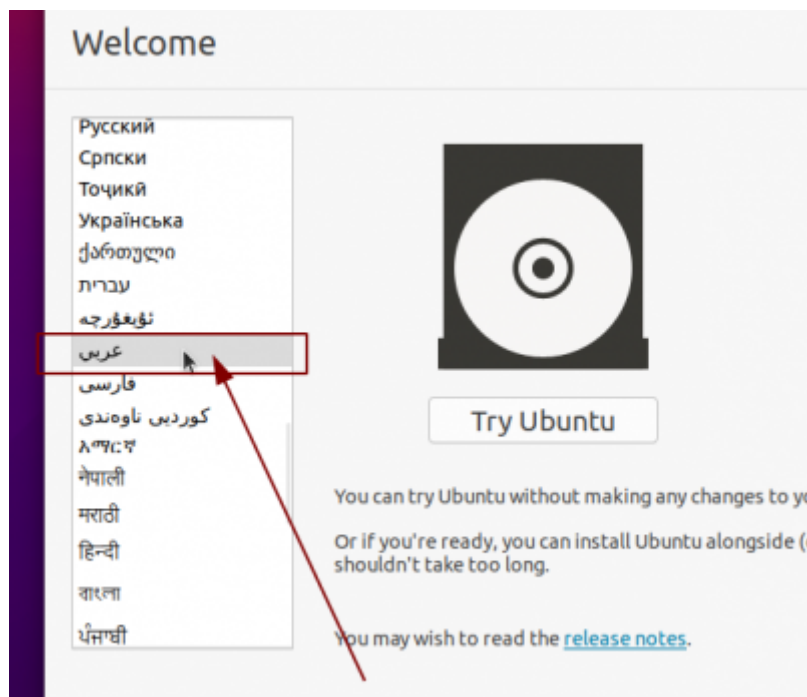 Welcome
Русский
Српски
Тоҷикӣ
Українська
ქართული
עברית
ئۇيغۇرچە
عربي
فارسی
کوردیی ناوەندی
አማርኛ
नेपाली
मराठी
हिन्दी
বাংলা
ਪੰਜਾਬੀ
Try Ubuntu
You can try Ubuntu without making any changes to
Or if you're ready, you can install Ubuntu alongside
shouldn't take too long.
You may wish to read the release notes.